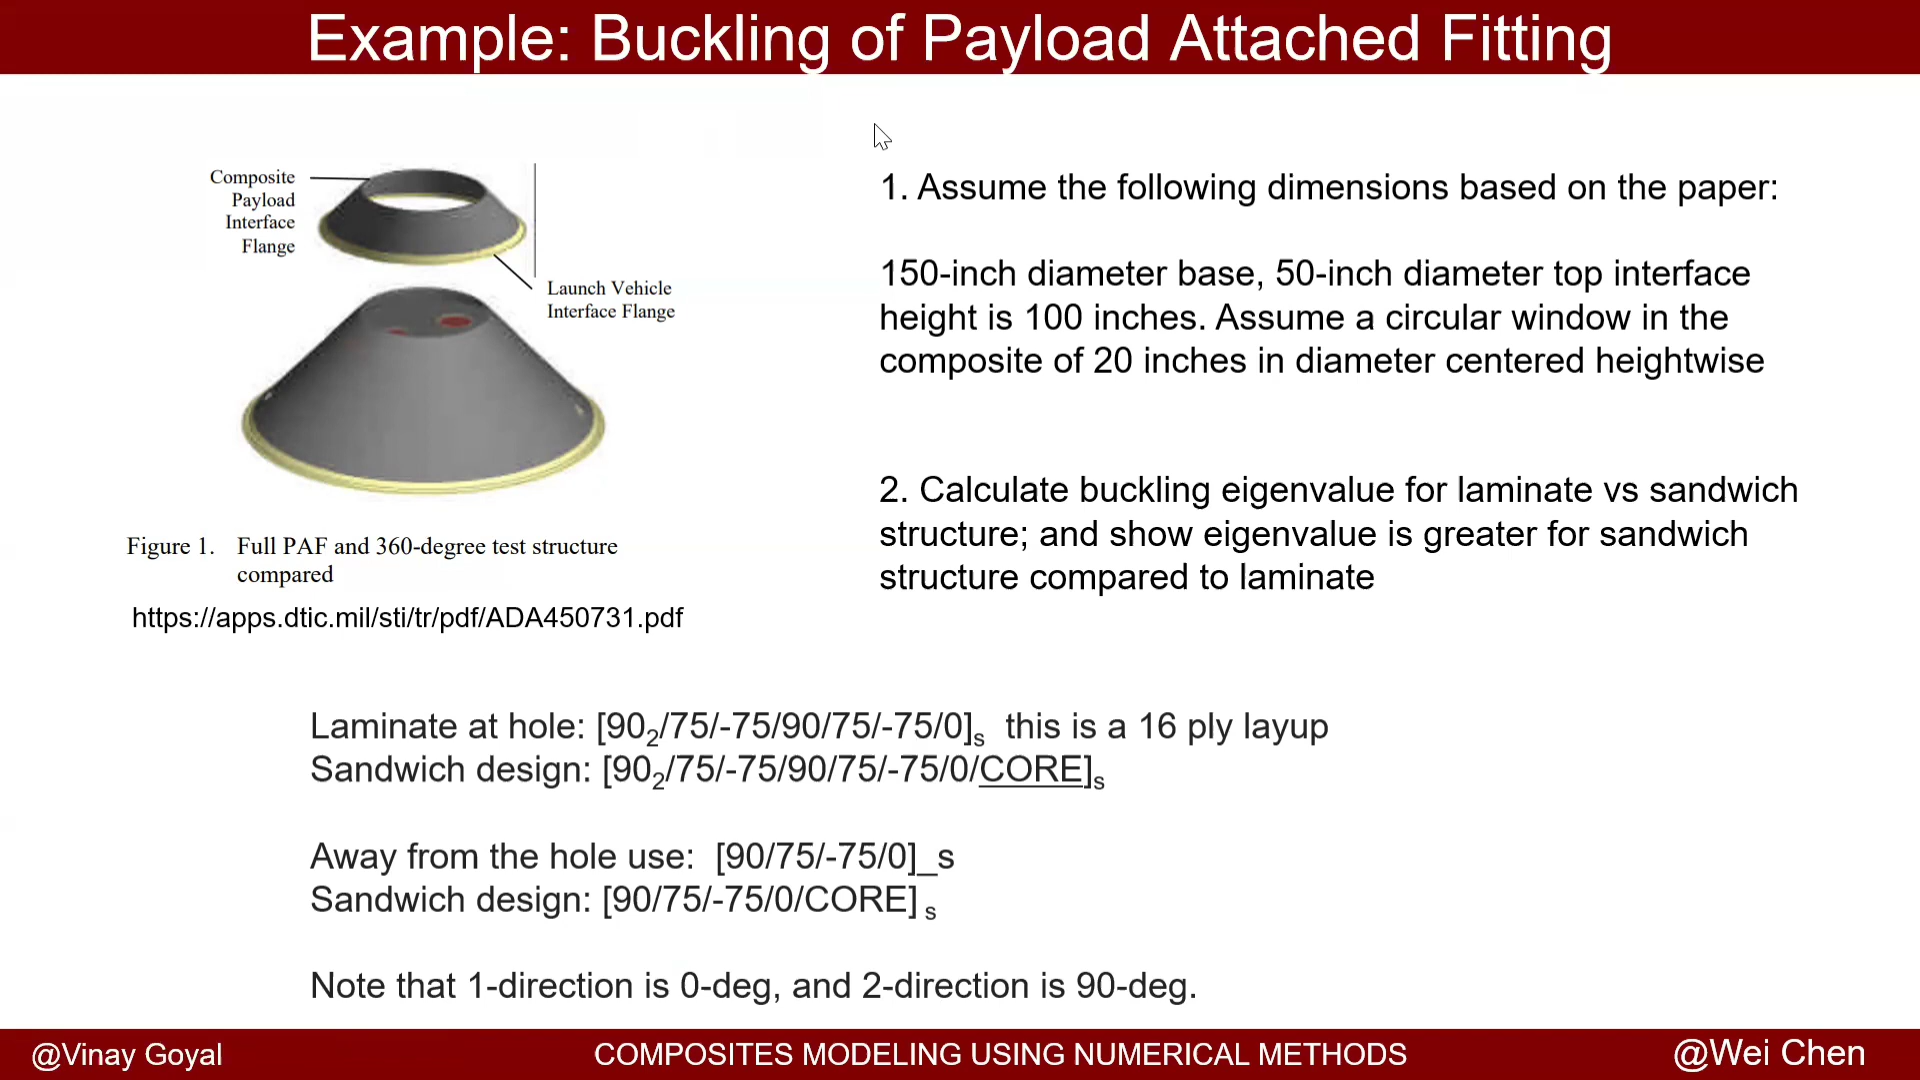 Example: Buckling of Payload Attached Fitting
Composite
Payload
Interface
Flange
Launch Vehicle
Interface Flange
Figure 1. Full PAF and 360-degree test structure
compared
https://apps.dtic.mil/sti/tr/pdf/ADA450731.pdf
1. Assume the following dimensions based on the paper:
150-inch diameter base, 50-inch diameter top interface
height is 100 inches. Assume a circular window in the
composite of 20 inches in diameter centered heightwise
2. Calculate buckling eigenvalue for laminate vs sandwich
structure; and show eigenvalue is greater for sandwich
structure compared to laminate
Laminate at hole: [90₂/75/-75/90/75/-75/0]ₛ this is a 16 ply layup
Sandwich design: [90₂/75/-75/90/75/-75/0/CORE]ₛ
Away from the hole use: [90/75/-75/0]_s
Sandwich design: [90/75/-75/0/CORE] ₛ
Note that 1-direction is 0-deg, and 2-direction is 90-deg.
@Vinay Goyal
COMPOSITES MODELING USING NUMERICAL METHODS
@Wei Chen